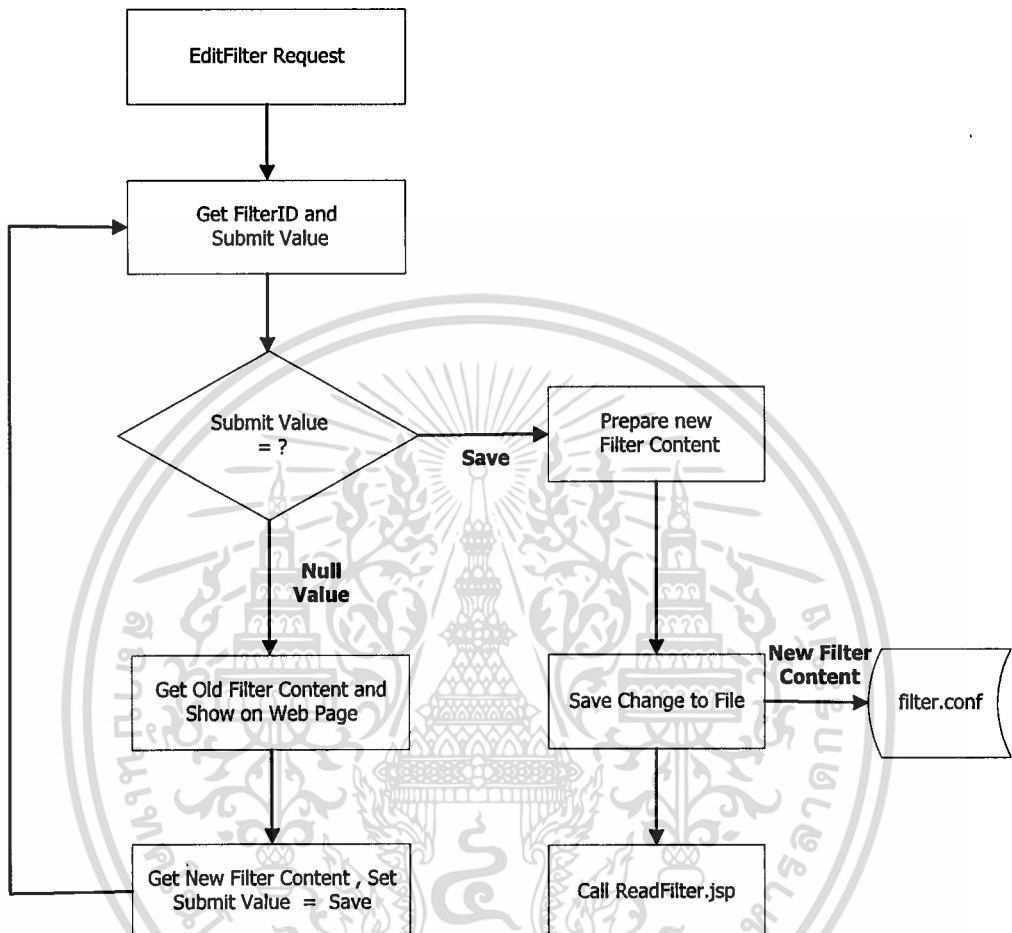 EditFilter Request
Get FilterID and
Submit Value
Submit Value
= ?
Save
Prepare new
Filter Content
Null
Value
Get Old Filter Content and
Show on Web Page
Save Change to File
New Filter
Content
filter.conf
Get New Filter Content , Set
Submit Value = Save
Call ReadFilter.jsp